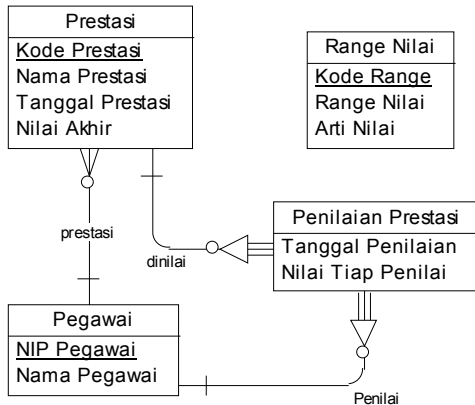 Prestasi
Kode Prestasi
Nama Prestasi
Tanggal Prestasi
Nilai Akhir
Range Nilai
Kode Range
Range Nilai
Arti Nilai
prestasi
dinilai
Penilaian Prestasi
Tanggal Penilaian
Nilai Tiap Penilai
Pegawai
NIP Pegawai
Nama Pegawai
Penilai